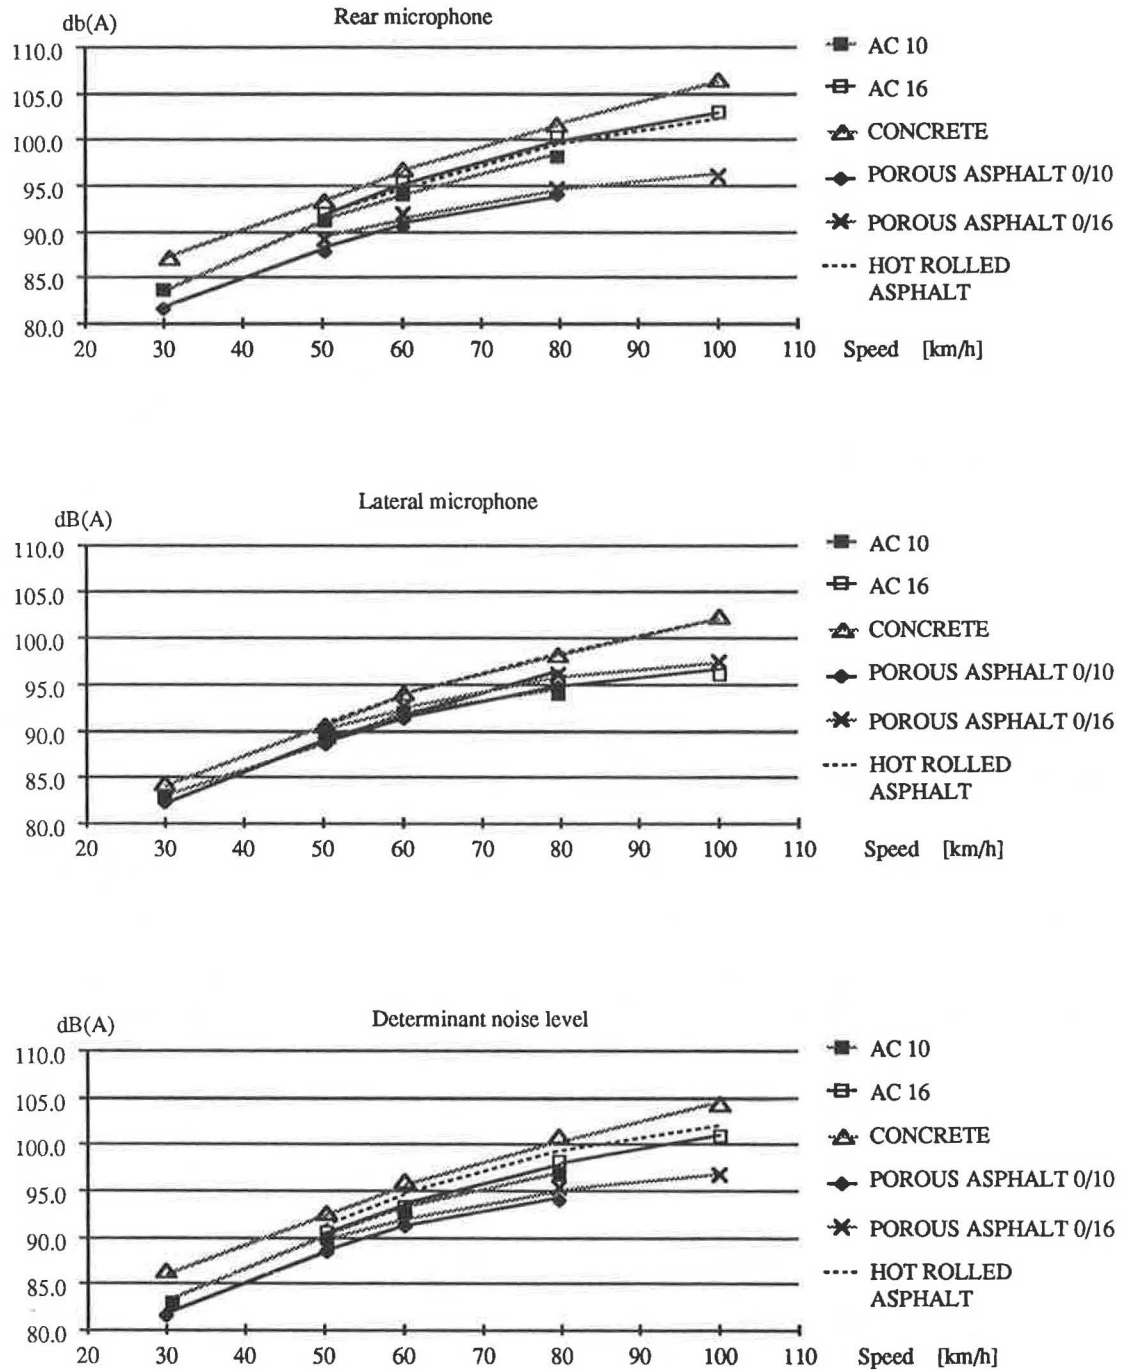 Rear microphone
db(A)
110.0
105.0
100.0
95.0
90.0
85.0
80.0
20 30 40 50 60 70 80 90 100 110 Speed [km/h]
AC 10
AC 16
CONCRETE
POROUS ASPHALT 0/10
POROUS ASPHALT 0/16
HOT ROLLED
ASPHALT
Lateral microphone
dB(A)
110.0
105.0
100.0
95.0
90.0
85.0
80.0
20 30 40 50 60 70 80 90 100 110 Speed [km/h]
AC 10
AC 16
CONCRETE
POROUS ASPHALT 0/10
POROUS ASPHALT 0/16
HOT ROLLED
ASPHALT
Determinant noise level
dB(A)
110.0
105.0
100.0
95.0
90.0
85.0
80.0
20 30 40 50 60 70 80 90 100 110 Speed [km/h]
AC 10
AC 16
CONCRETE
POROUS ASPHALT 0/10
POROUS ASPHALT 0/16
HOT ROLLED
ASPHALT